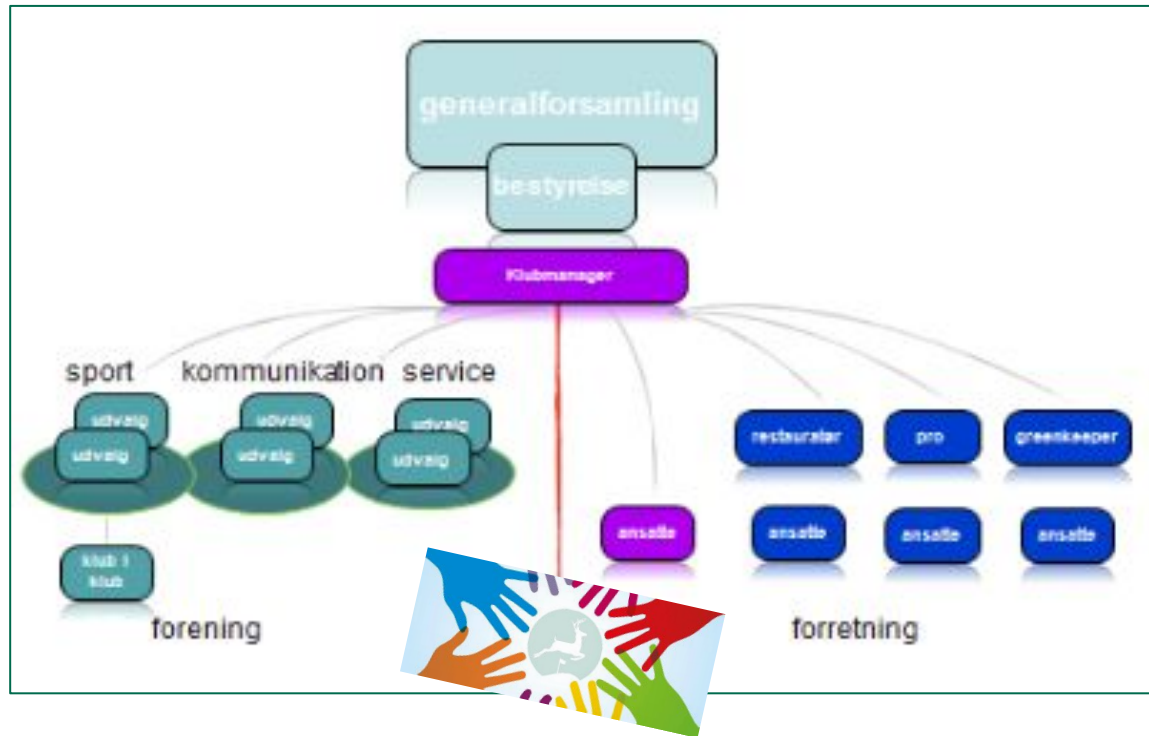 generalforsamling
bestyrelse
Klubmanager
sport
kommunikation
service
udvalg
udvalg
udvalg
udvalg
udvalg
udvalg
restauratør
pro
greenkeeper
ansatte
ansatte
ansatte
ansatte
klub i
klub
forening
forretning